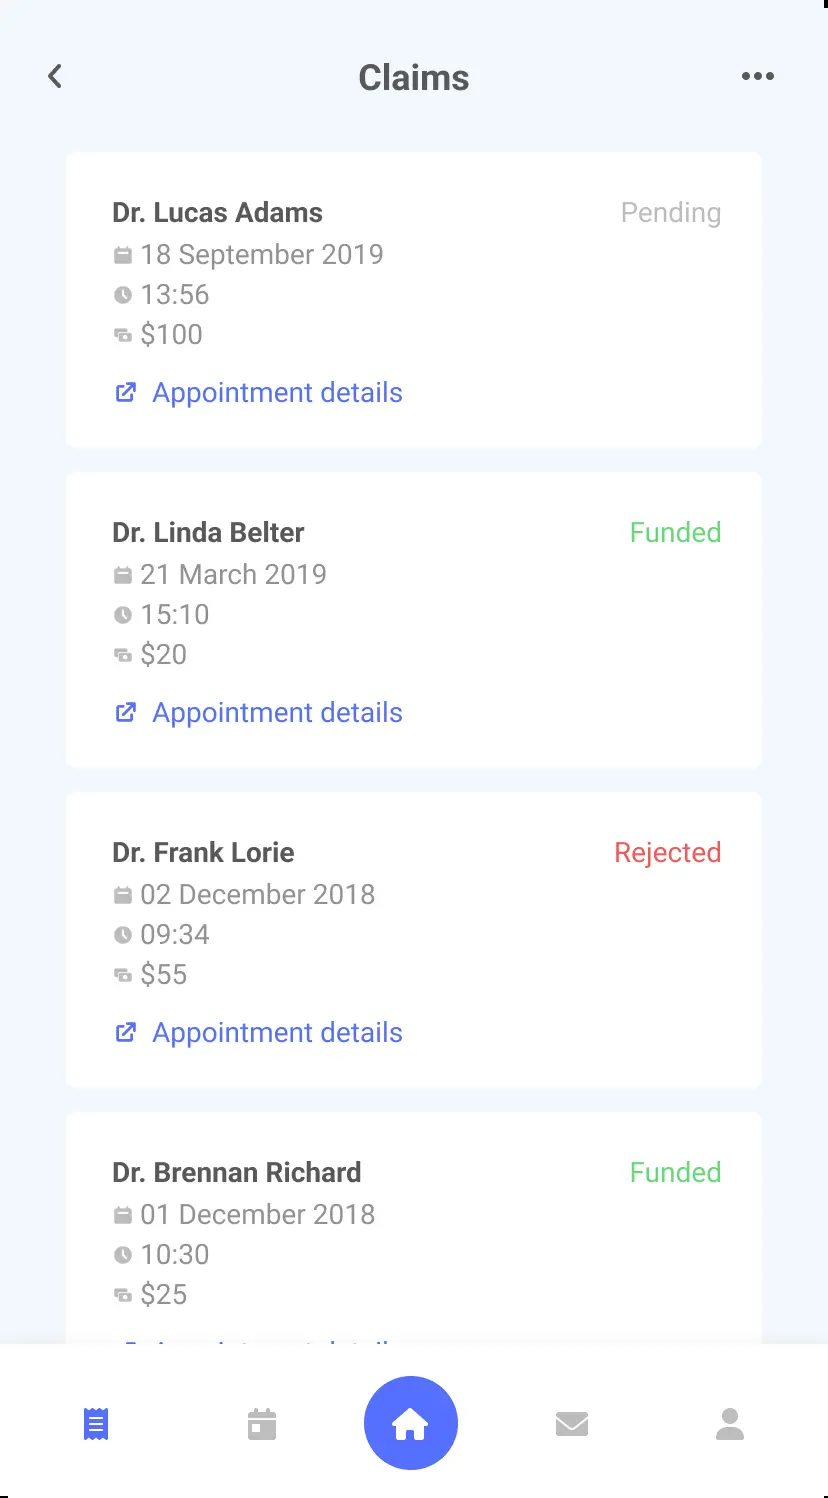 Claims
Dr. Lucas Adams
Pending
18 September 2019
13:56
$100
Appointment details
Dr. Linda Belter
Funded
21 March 2019
15:10
$20
Appointment details
Dr. Frank Lorie
Rejected
02 December 2018
09:34
$55
Appointment details
Dr. Brennan Richard
Funded
01 December 2018
10:30
$25